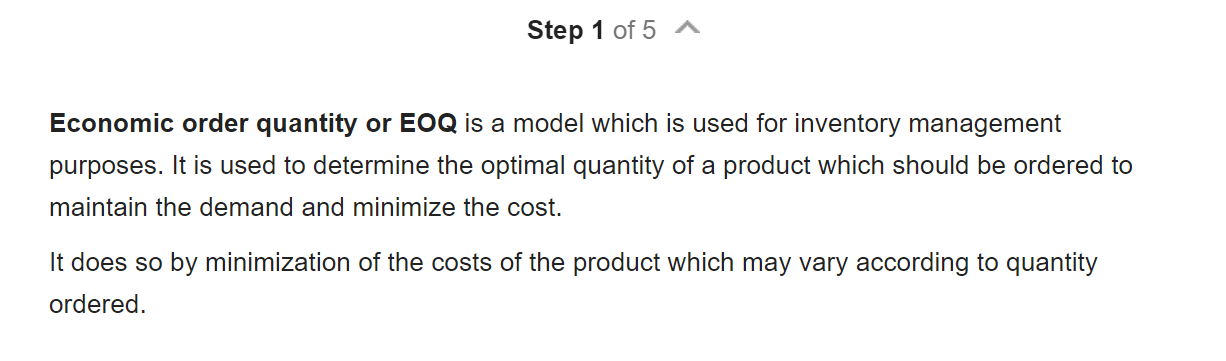 Step 1 of 5
Economic order quantity or EOQ is a model which is used for inventory management
purposes. It is used to determine the optimal quantity of a product which should be ordered to
maintain the demand and minimize the cost.
It does so by minimization of the costs of the product which may vary according to quantity
ordered.